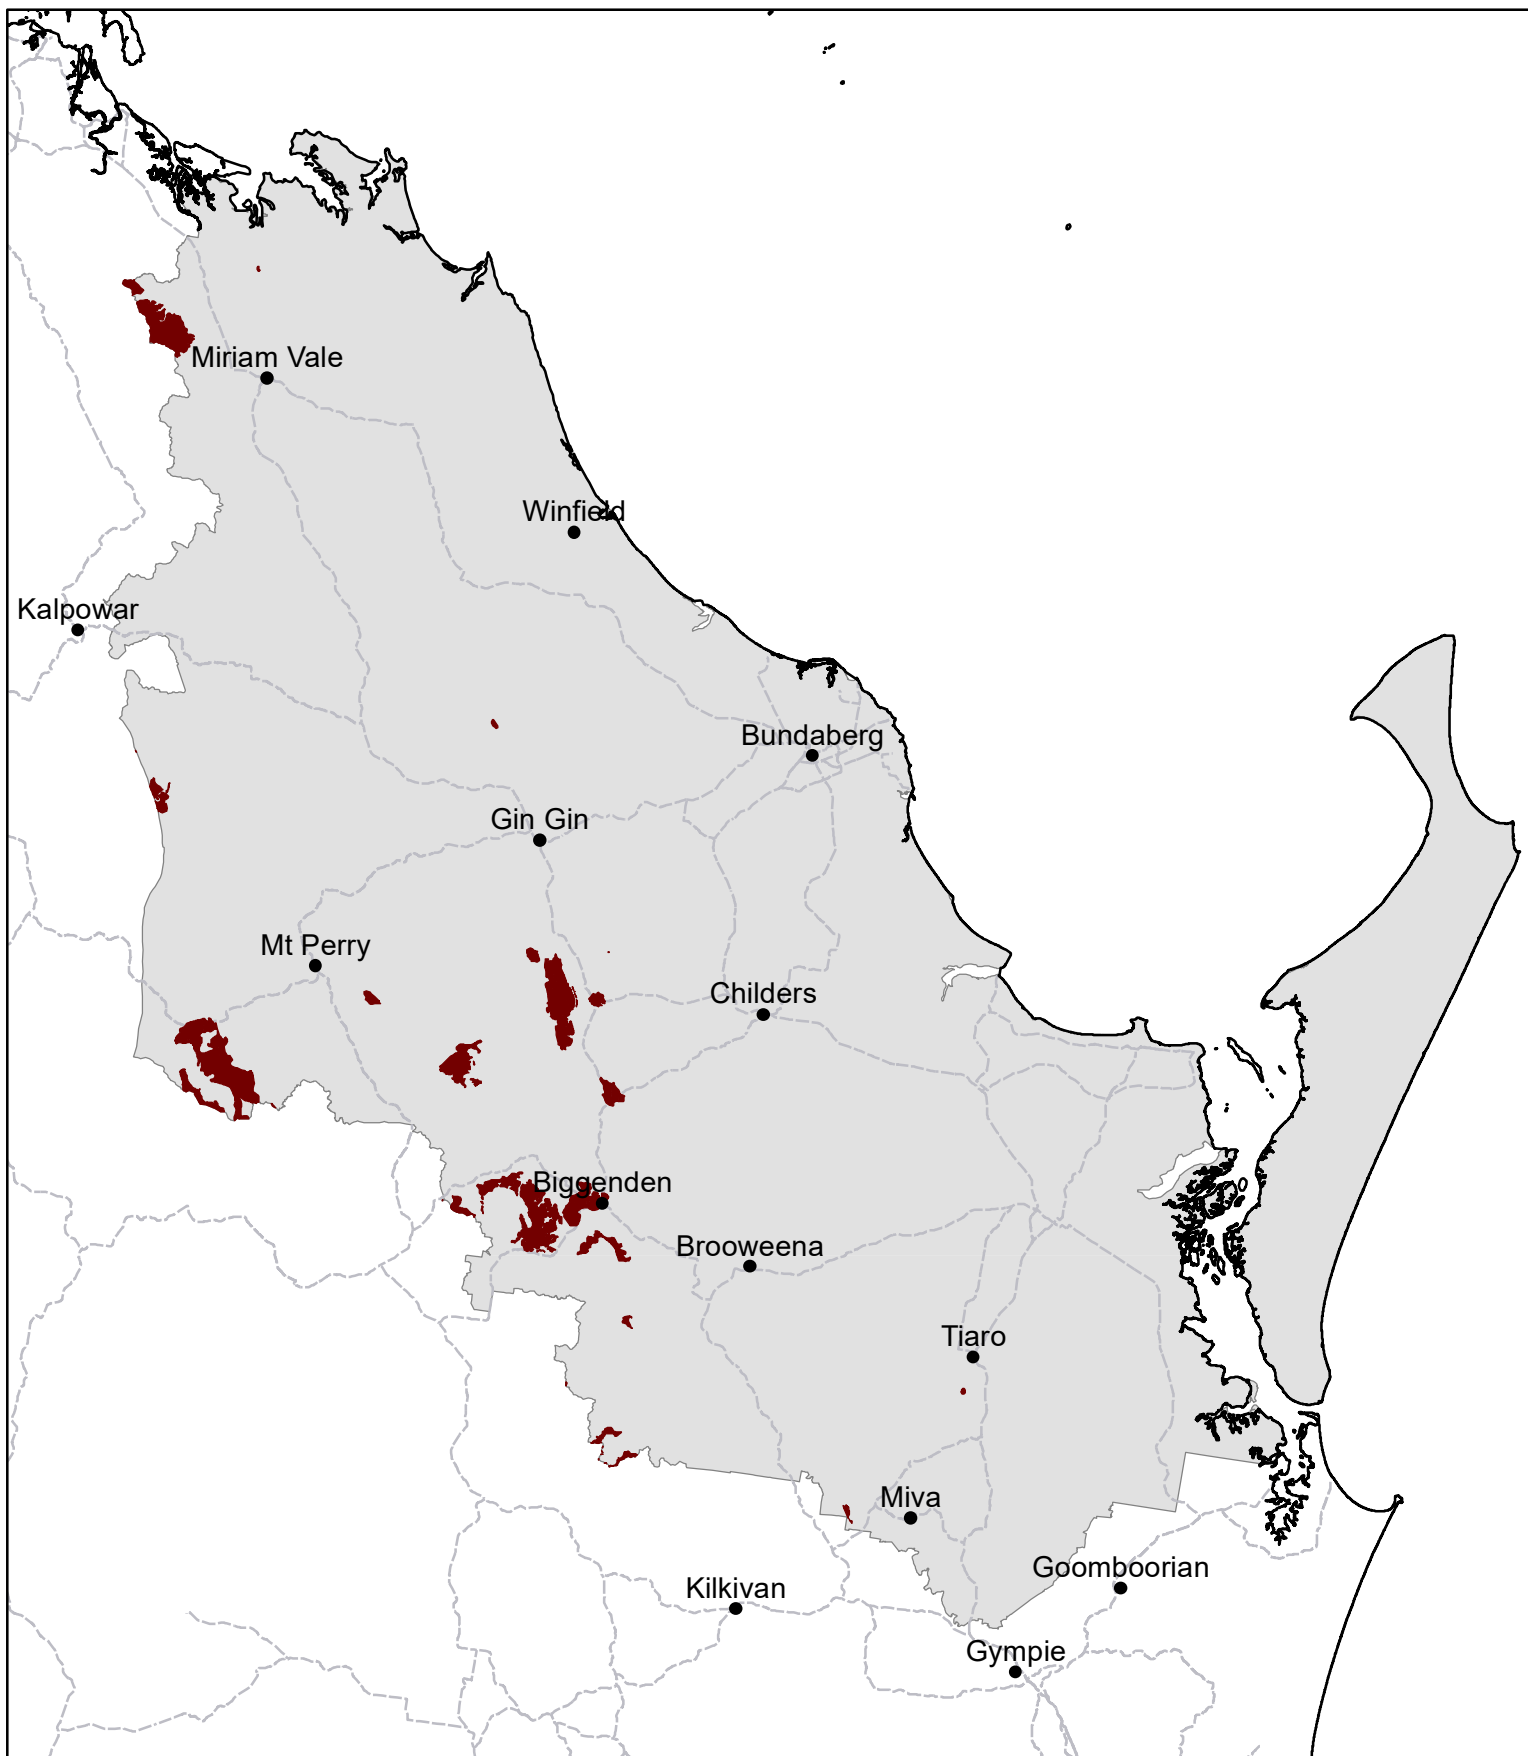 Miriam Vale
Winfield
Kalpowar
Bundaberg
Gin Gin
Mt Perry
Childers
Biggenden
Brooweena
Tiaro
Miva
Goomboorian
Kilkivan
Gympie